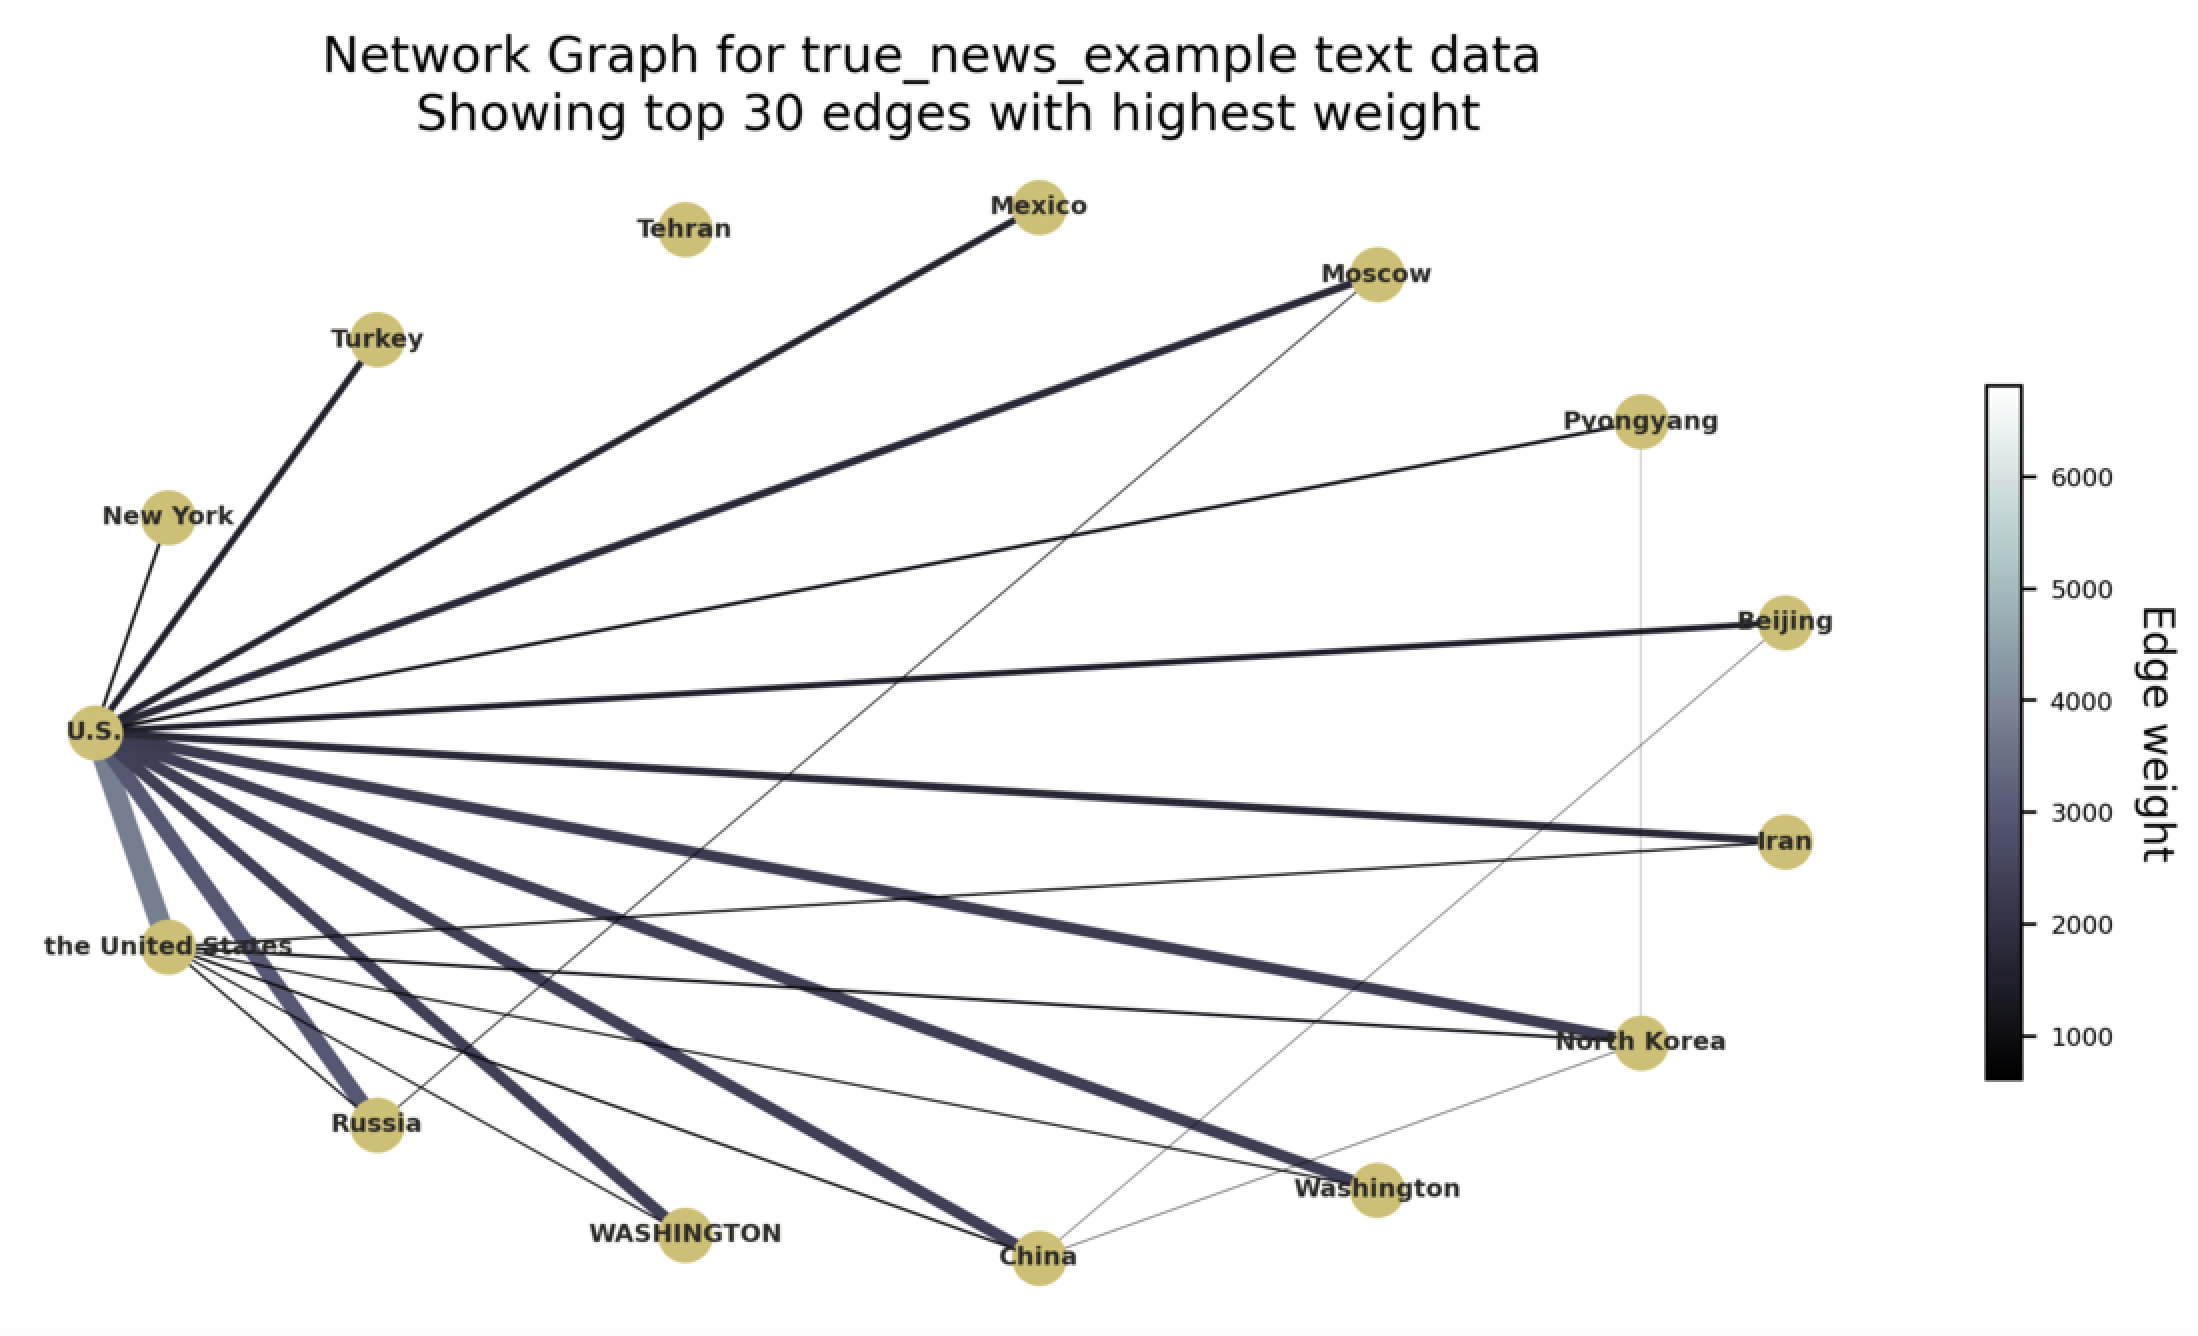 Network Graph for true_news_example text data
Showing top 30 edges with highest weight
Mexico
Tehran
Moscow
Turkey
Pyongyang
New York
Beijing
U.S.
Iran
the United States
North Korea
Russia
Washington
WASHINGTON
China
6000
5000
4000
3000
2000
1000
Edge weight